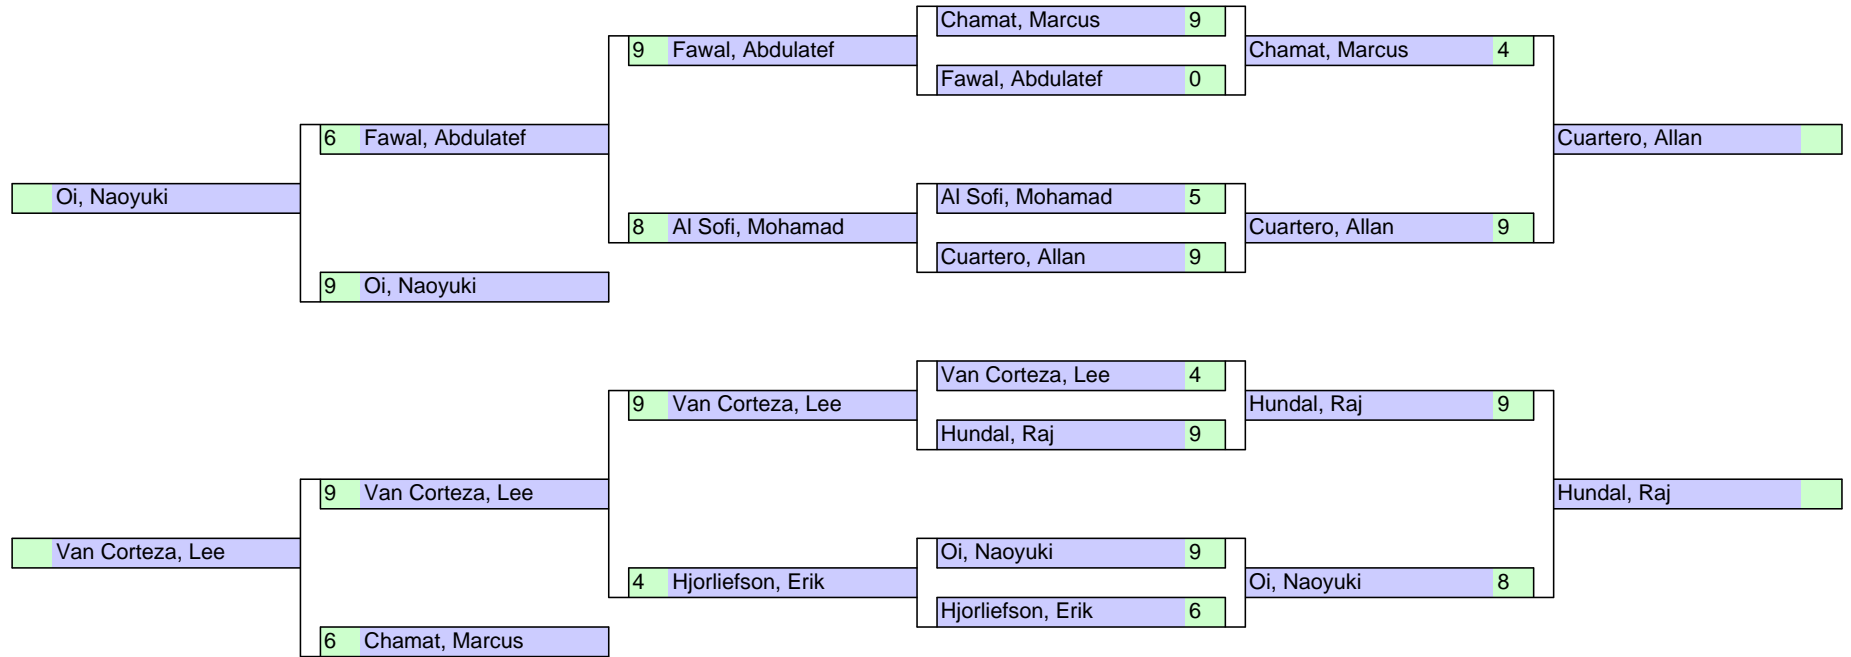 Chamat, Marcus 9
9 Fawal, Abdulatef Chamat, Marcus 4
Fawal, Abdulatef 0
6 Fawal, Abdulatef Cuartero, Allan
Oi, Naoyuki Al Sofi, Mohamad 5
8 Al Sofi, Mohamad Cuartero, Allan 9
Cuartero, Allan 9
9 Oi, Naoyuki
Van Corteza, Lee 4
9 Van Corteza, Lee Hundal, Raj 9
Hundal, Raj 9
9 Van Corteza, Lee Hundal, Raj
Van Corteza, Lee Oi, Naoyuki 9
4 Hjorliefson, Erik Oi, Naoyuki 8
Hjorliefson, Erik 6
6 Chamat, Marcus